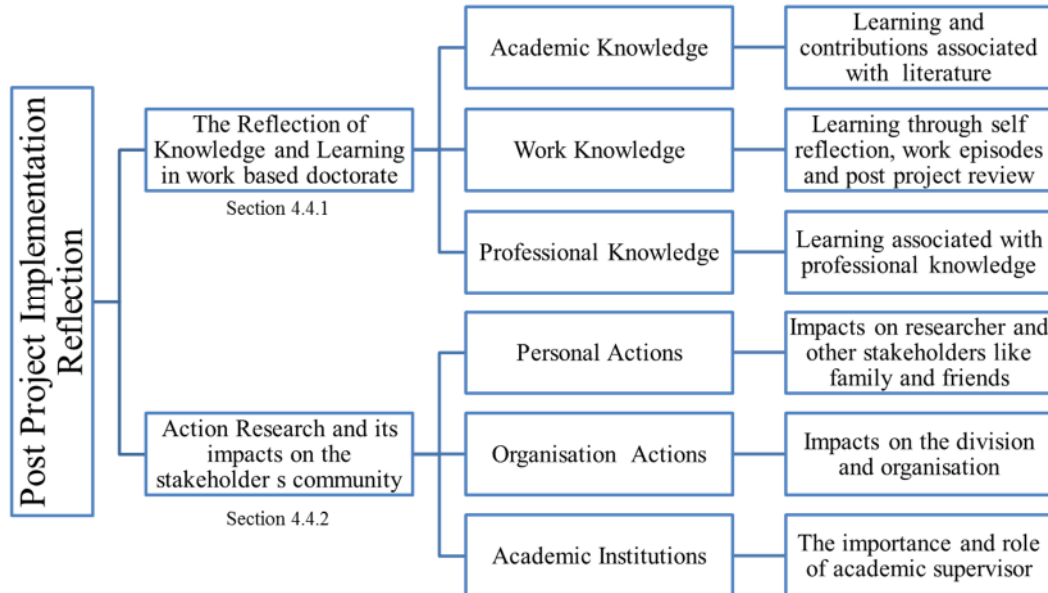 Post Project Implementation
Reflection
The Reflection of
Knowledge and Learning
in work based doctorate
Section 4.4.1
Academic Knowledge
Learning and
contributions associated
with literature
Work Knowledge
Learning through self
reflection, work episodes
and post project review
Professional Knowledge
Learning associated with
professional knowledge
Action Research and its
impacts on the
stakeholder s community
Section 4.4.2
Personal Actions
Impacts on researcher and
other stakeholders like
family and friends
Organisation Actions
Impacts on the division
and organisation
Academic Institutions
The importance and role
of academic supervisor